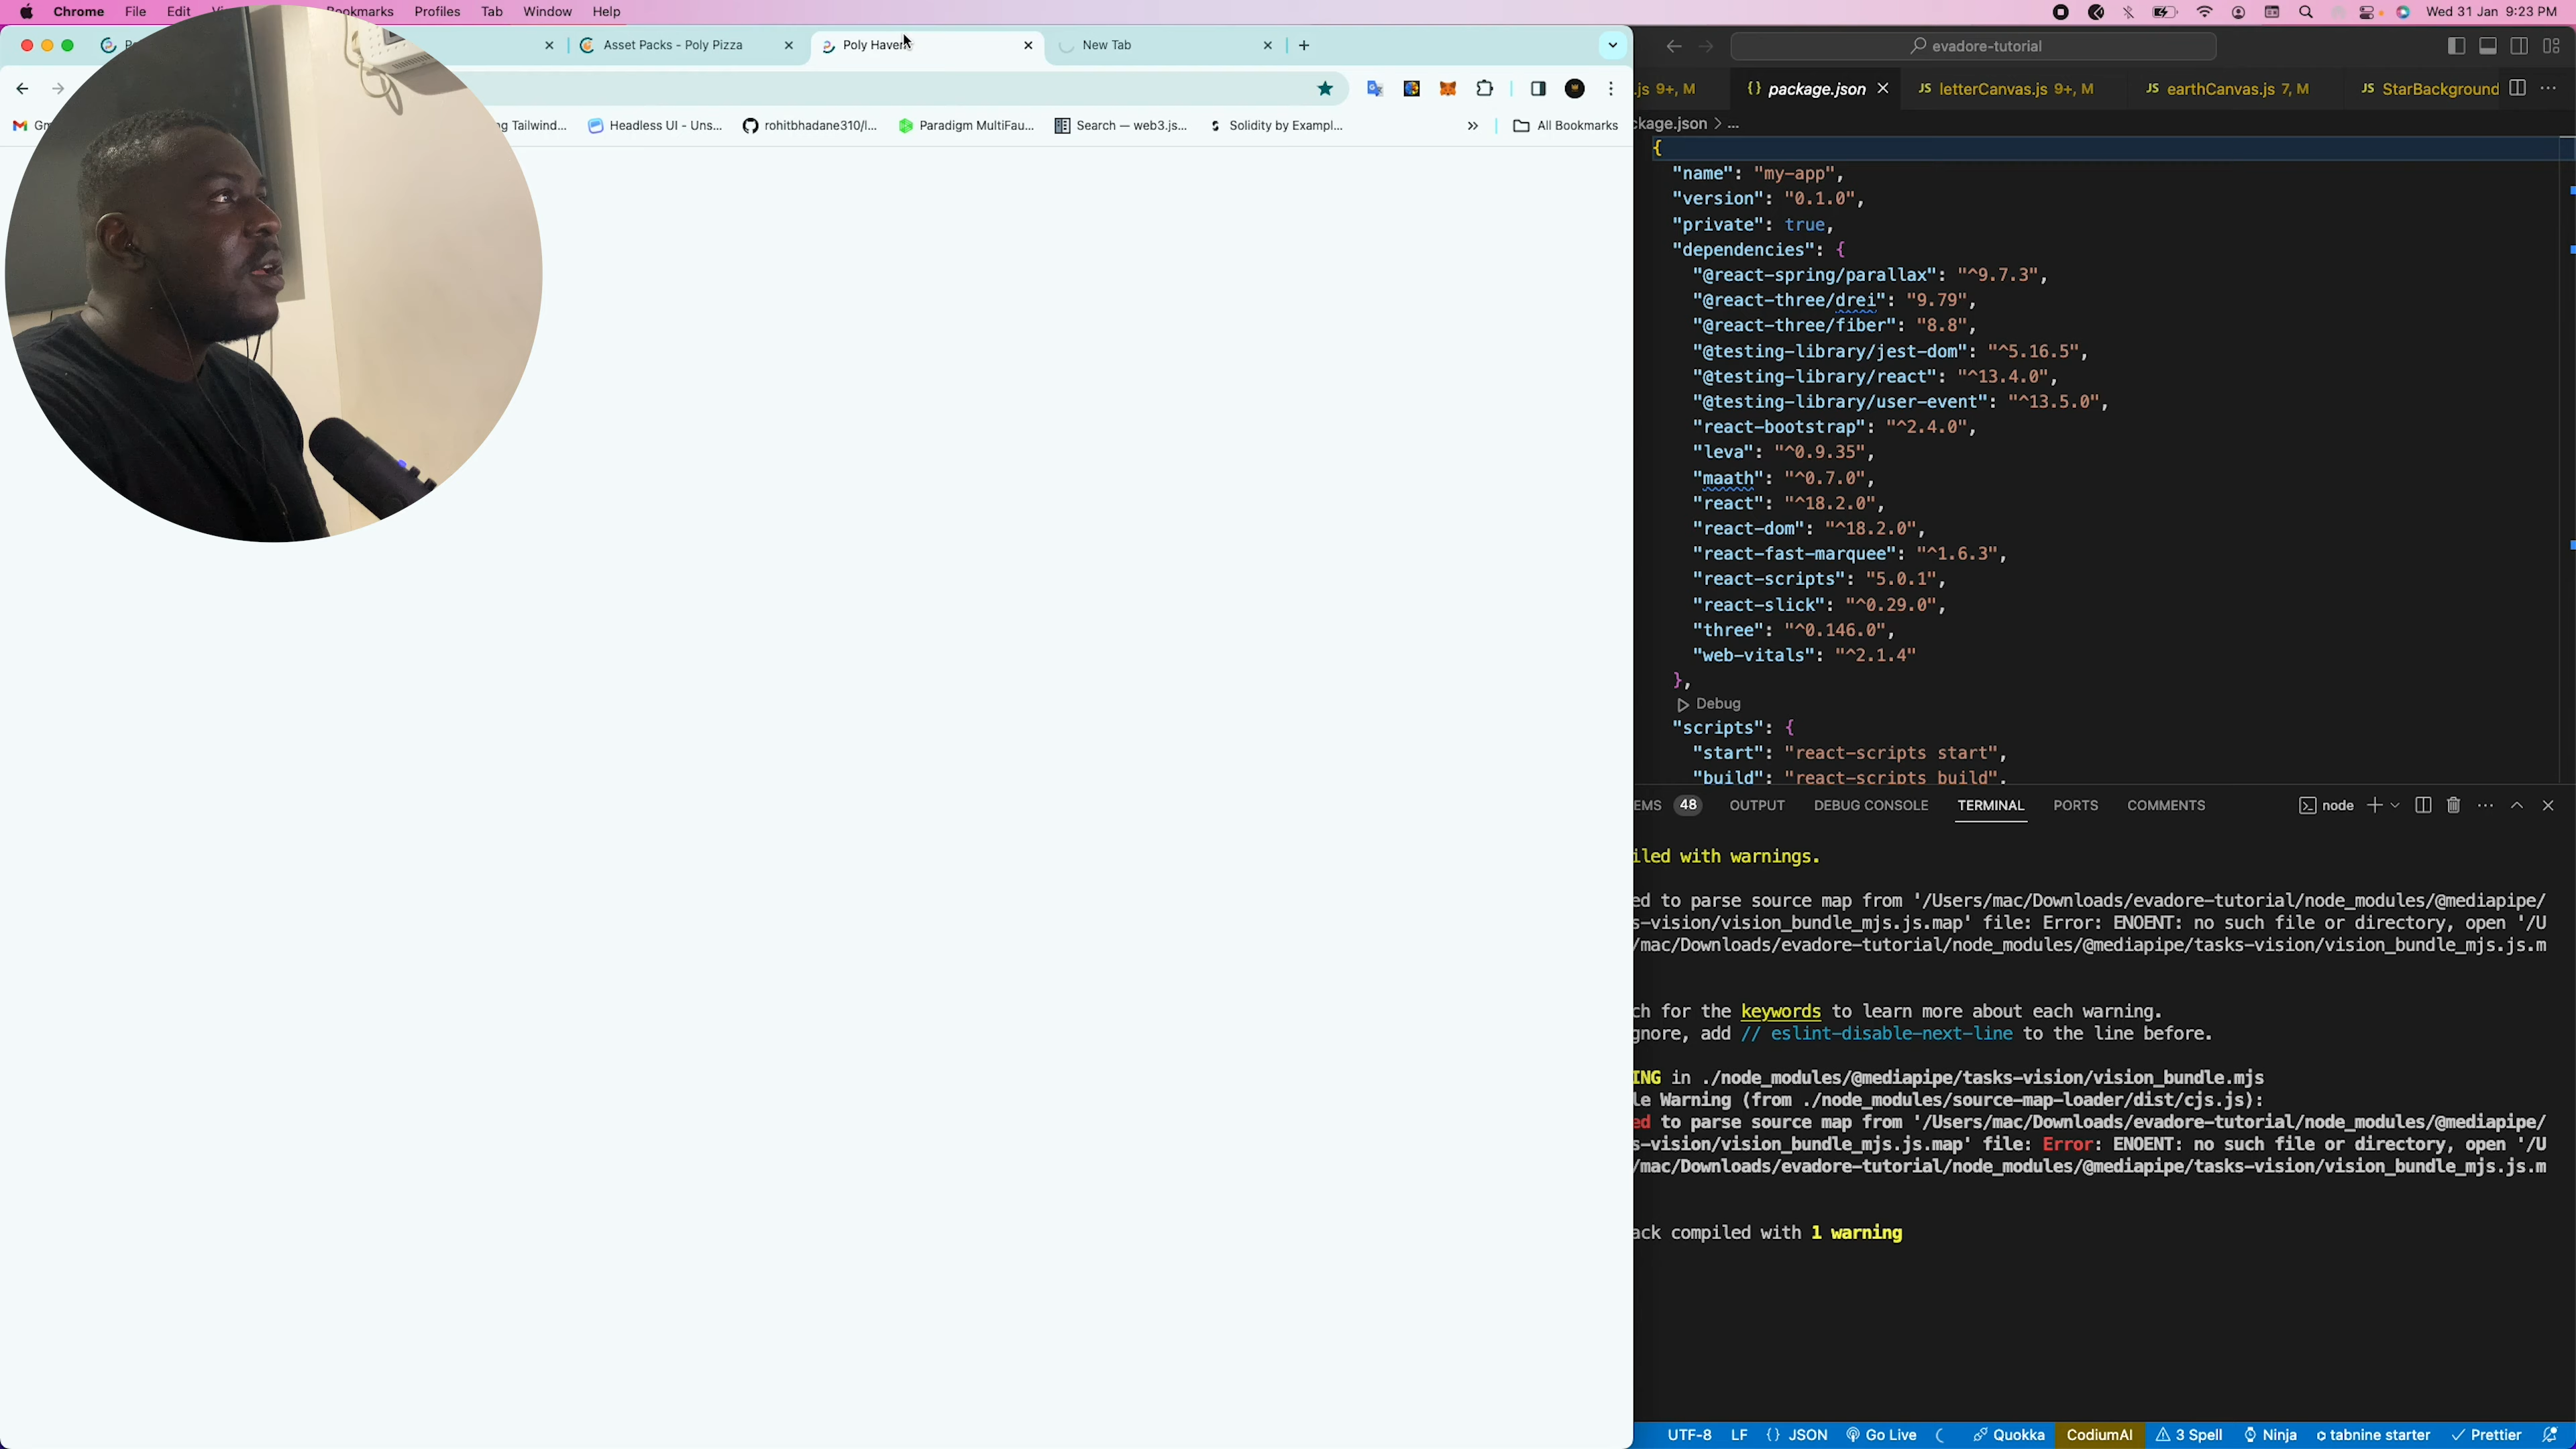 Chrome File Edit Bookmarks Profiles Tab Window Help Wed 31 Jan 9:23 PM
Asset Packs - Poly Pizza Poly Haven New Tab
evadore-tutorial
.js 9+, M package.json letterCanvas.js 9+, M earthCanvas.js 7, M StarBackground
Tailwind... Headless UI - Uns... rohitbhadane310/l... Paradigm MultiFau... Search — web3.js... Solidity by Exampl... » All Bookmarks
ckage.json > ...
{
"name": "my-app",
"version": "0.1.0",
"private": true,
"dependencies": {
"@react-spring/parallax": "^9.7.3",
"@react-three/drei": "9.79",
"@react-three/fiber": "8.8",
"@testing-library/jest-dom": "^5.16.5",
"@testing-library/react": "^13.4.0",
"@testing-library/user-event": "^13.5.0",
"react-bootstrap": "^2.4.0",
"leva": "^0.9.35",
"maath": "^0.7.0",
"react": "^18.2.0",
"react-dom": "^18.2.0",
"react-fast-marquee": "^1.6.3",
"react-scripts": "5.0.1",
"react-slick": "^0.29.0",
"three": "^0.146.0",
"web-vitals": "^2.1.4"
},
Debug
"scripts": {
"start": "react-scripts start",
"build": "react-scripts build",
EMS 48 OUTPUT DEBUG CONSOLE TERMINAL PORTS COMMENTS node
iled with warnings.
ed to parse source map from '/Users/mac/Downloads/evadore-tutorial/node_modules/@mediapipe/
s-vision/vision_bundle_mjs.js.map' file: Error: ENOENT: no such file or directory, open '/U
/mac/Downloads/evadore-tutorial/node_modules/@mediapipe/tasks-vision/vision_bundle_mjs.js.m
ch for the keywords to learn more about each warning.
gnore, add // eslint-disable-next-line to the line before.
ING in ./node_modules/@mediapipe/tasks-vision/vision_bundle.mjs
le Warning (from ./node_modules/source-map-loader/dist/cjs.js):
ed to parse source map from '/Users/mac/Downloads/evadore-tutorial/node_modules/@mediapipe/
s-vision/vision_bundle_mjs.js.map' file: Error: ENOENT: no such file or directory, open '/U
/mac/Downloads/evadore-tutorial/node_modules/@mediapipe/tasks-vision/vision_bundle_mjs.js.m
ack compiled with 1 warning
UTF-8 LF {} JSON Go Live Quokka CodiumAI 3 Spell Ninja tabnine starter Prettier